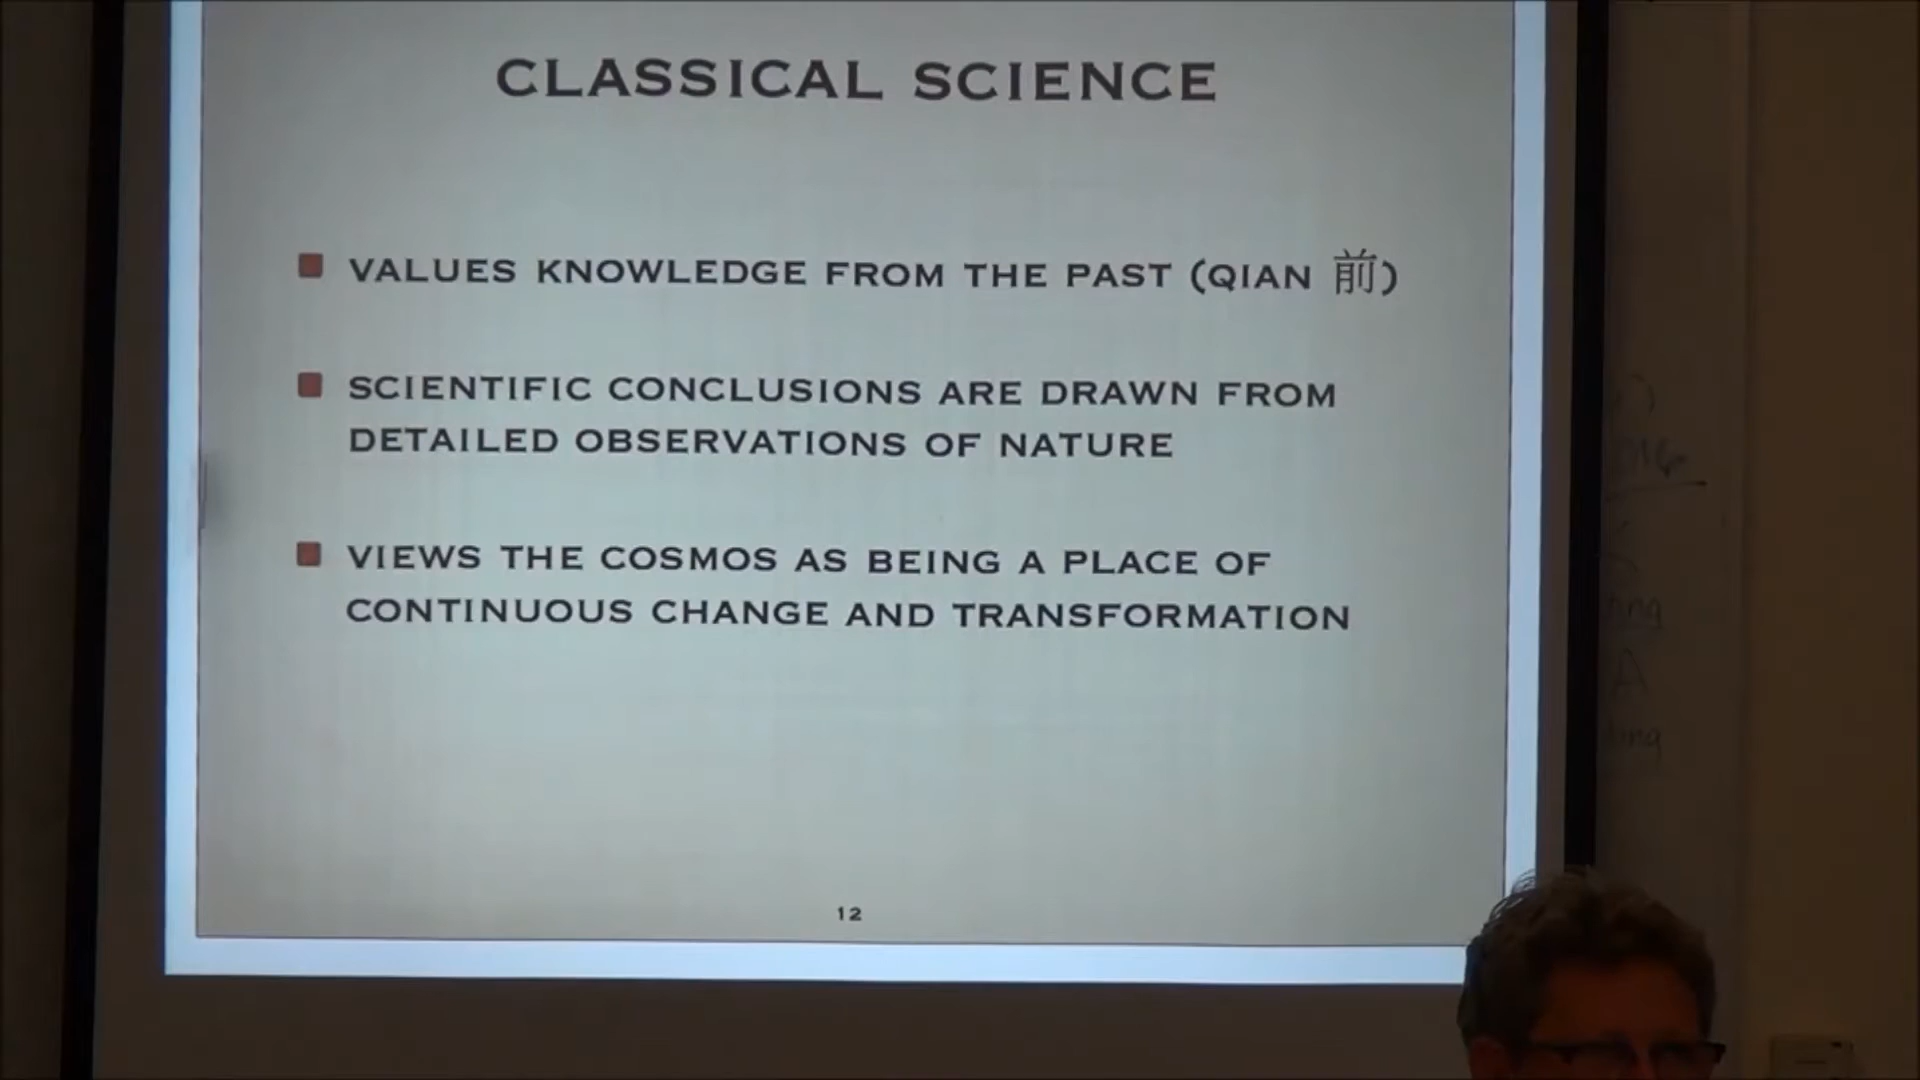 CLASSICAL SCIENCE
VALUES KNOWLEDGE FROM THE PAST (QIAN 前)
SCIENTIFIC CONCLUSIONS ARE DRAWN FROM
DETAILED OBSERVATIONS OF NATURE
VIEWS THE COSMOS AS BEING A PLACE OF
CONTINUOUS CHANGE AND TRANSFORMATION
12